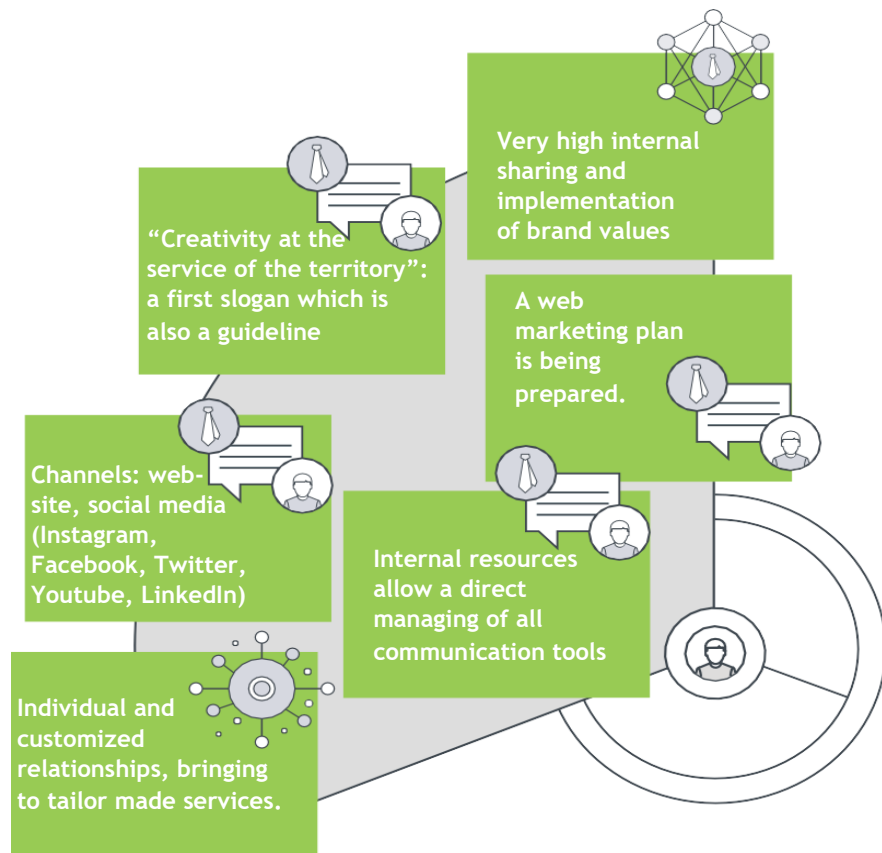 Very high internal
sharing and
implementation
of brand values
“Creativity at the
service of the territory”:
a first slogan which is
also a guideline
A web
marketing plan
is being
prepared.
Channels: web-
site, social media
(Instagram,
Facebook, Twitter,
Youtube, LinkedIn)
Internal resources
allow a direct
managing of all
communication tools
Individual and
customized
relationships, bringing
to tailor made services.